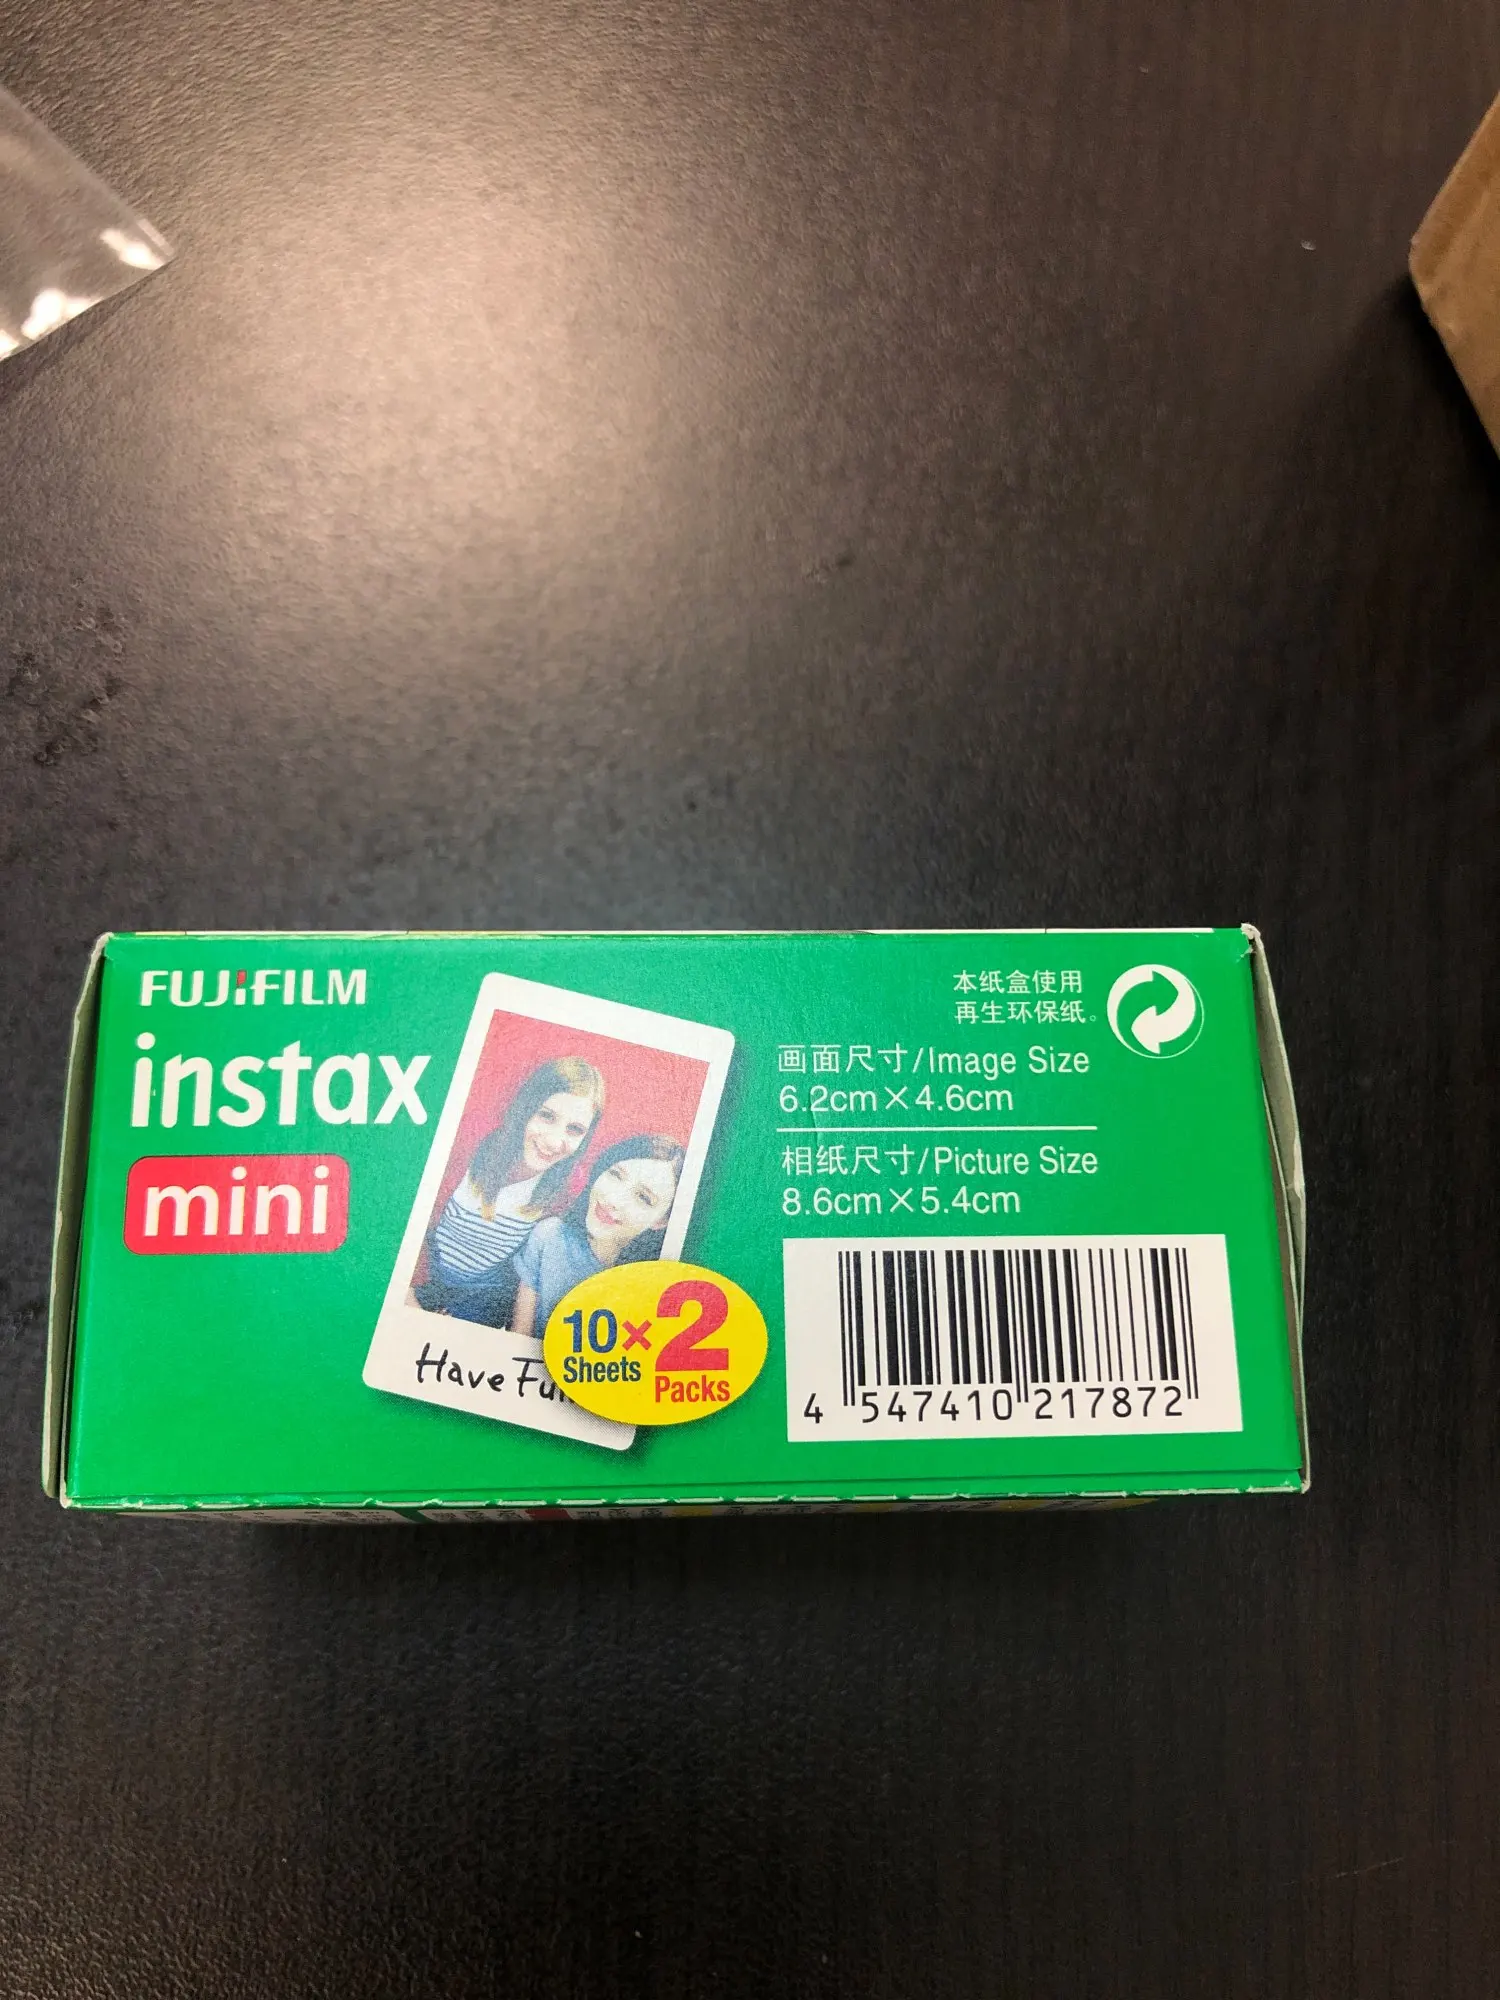 FUJIFILM
instax
mini
Have Fu
10×2
Sheets
Packs
本纸盒使用
再生环保纸。
画面尺寸/Image Size
6.2cm×4.6cm
相纸尺寸/Picture Size
8.6cm×5.4cm
4 547410 217872